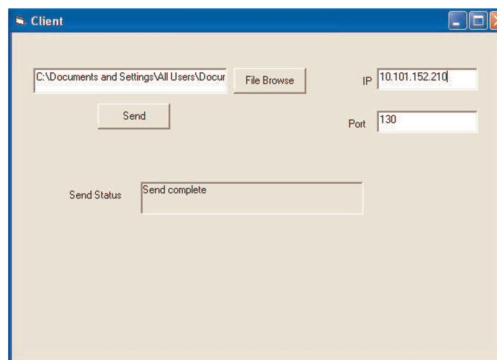 Client
C:\Documents and Settings\All Users\Docur
File Browse
IP
10.101.152.210
Send
Port
130
Send Status
Send complete